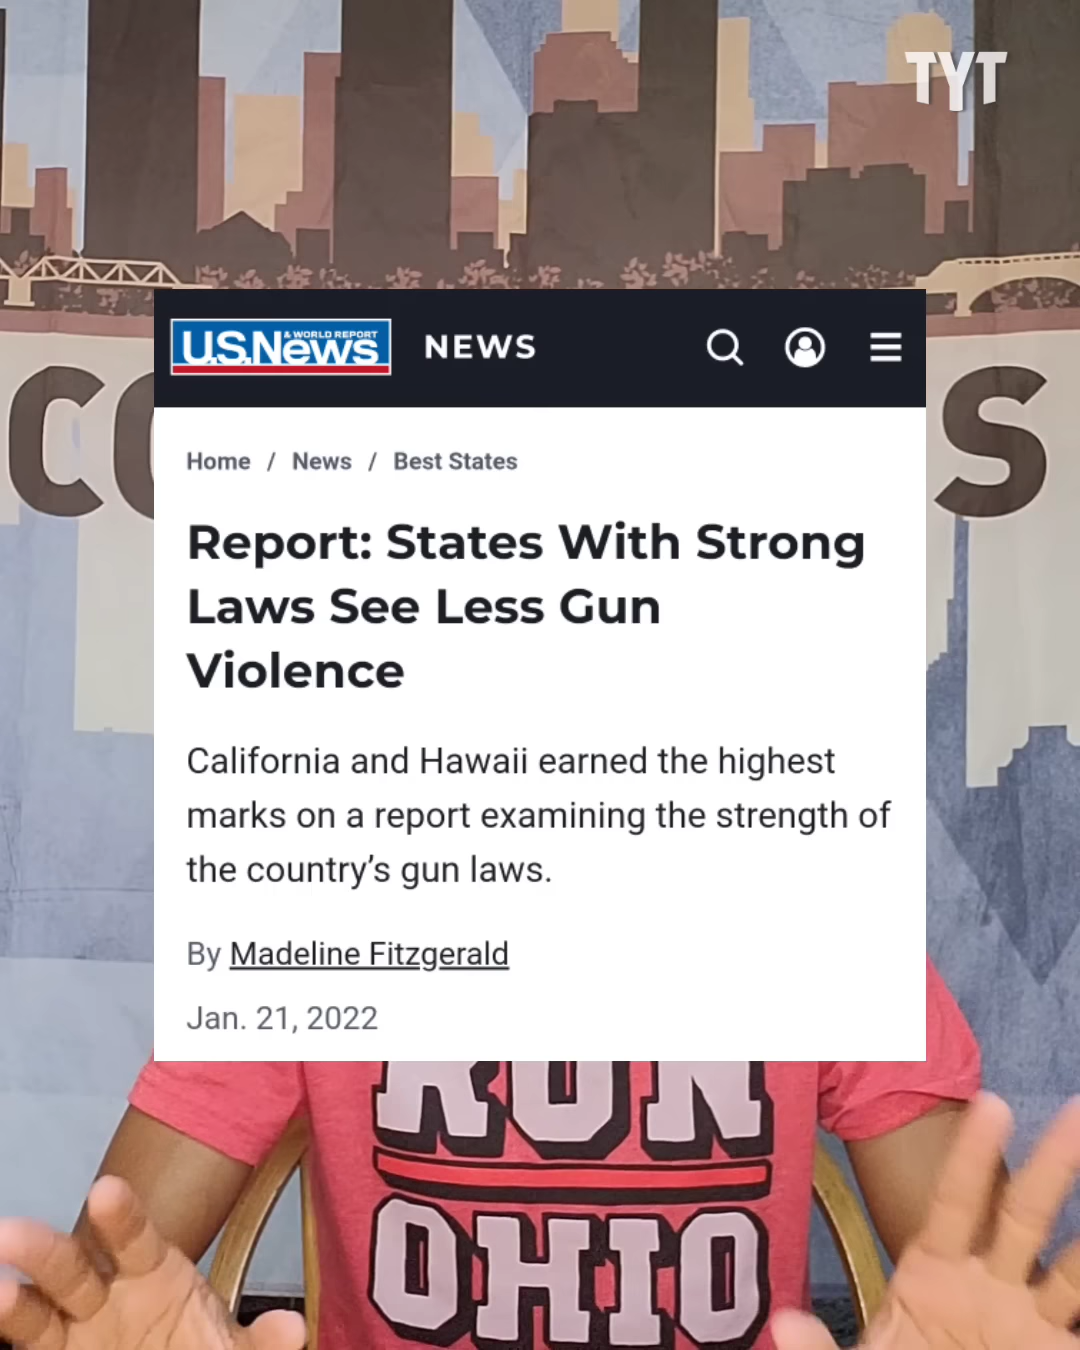 TYT
U.S.News
& WORLD REPORT
NEWS
CO
S
Home / News / Best States
Report: States With Strong
Laws See Less Gun
Violence
California and Hawaii earned the highest
marks on a report examining the strength of
the country’s gun laws.
By Madeline Fitzgerald
Jan. 21, 2022
RUN
OHIO